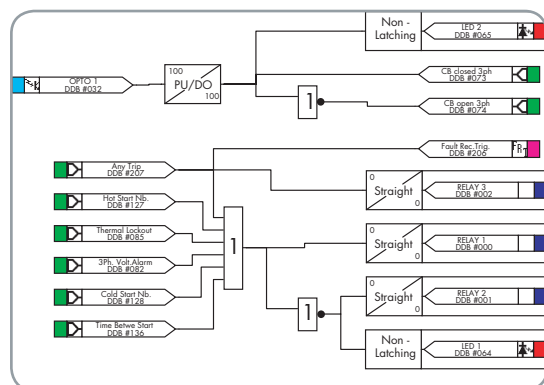 Non -
Latching
LED 2
DDB #065
OPTO 1
DDB #032
100
PU/DO
100
CB closed 3ph
DDB #073
1
CB open 3ph
DDB #074
Fault Rec.Trig.
DDB #206
FRT
Any Trip
DDB #207
0
Straight
0
RELAY 3
DDB #002
Hot Start Nb.
DDB #127
Thermal Lockout
DDB #085
1
0
Straight
0
RELAY 1
DDB #000
3Ph. Volt.Alarm
DDB #082
Cold Start Nb.
DDB #128
0
Straight
0
RELAY 2
DDB #001
1
Time Betwe Start
DDB #136
Non -
Latching
LED 1
DDB #064